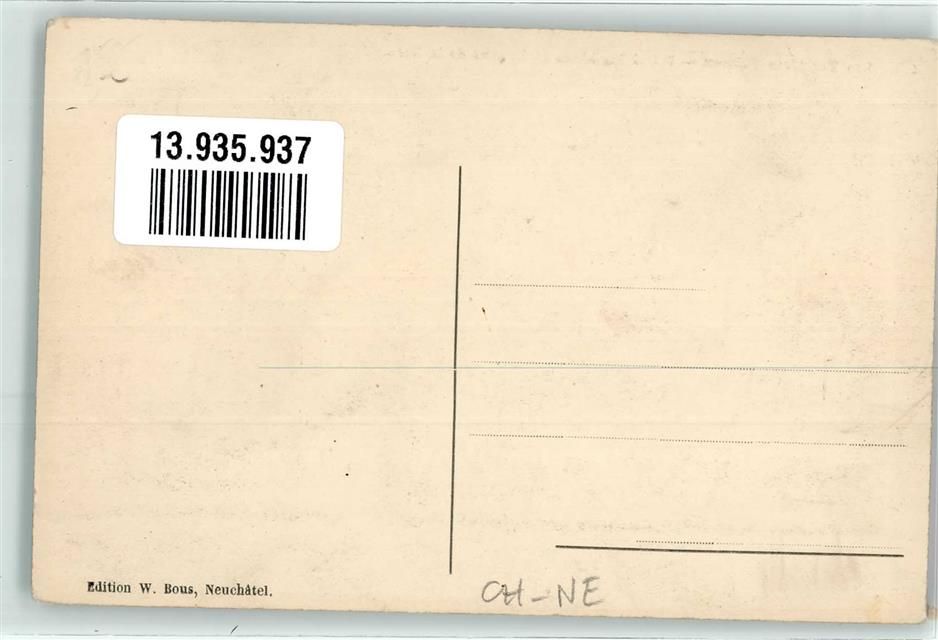 13.935.937
Edition W. Bous, Neuchâtel.
CH-NE